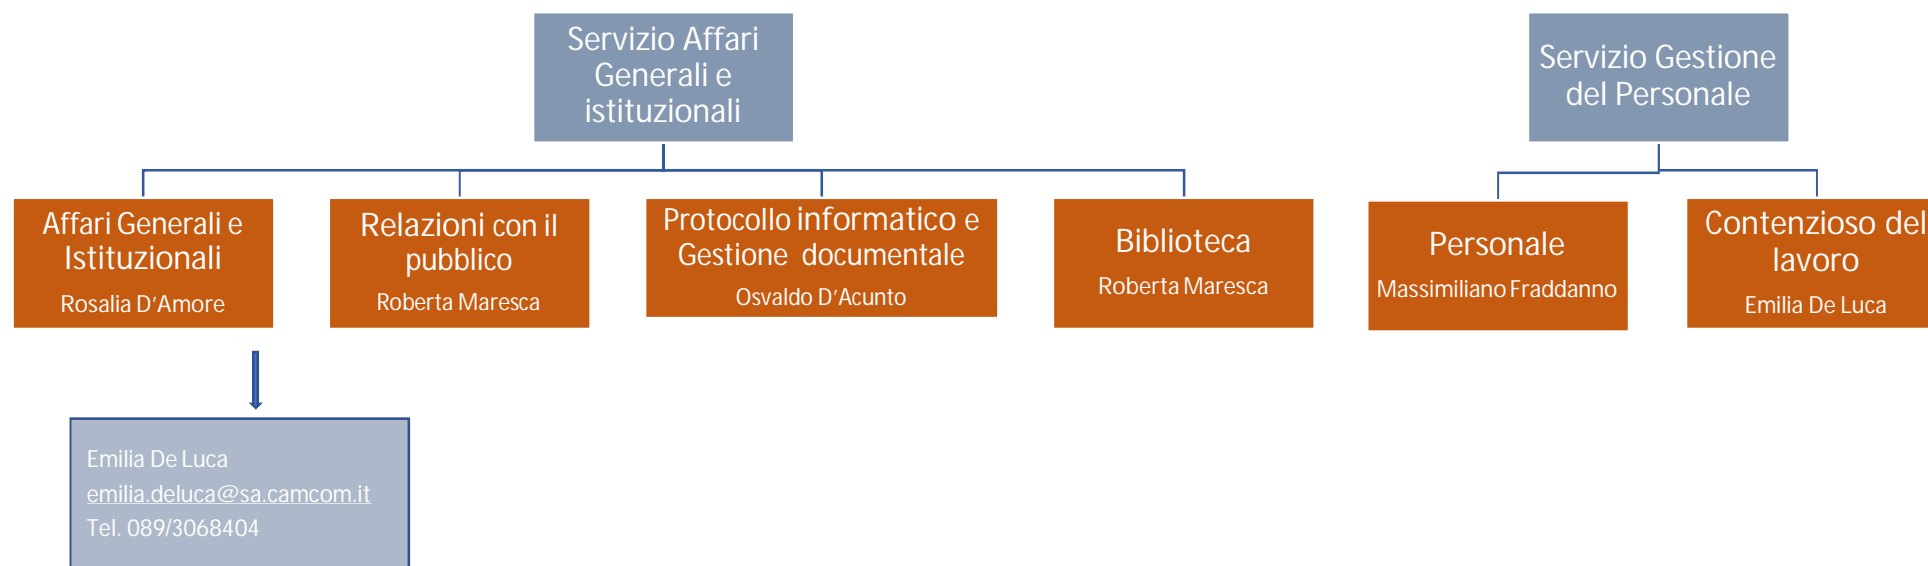 Servizio Affari
Generali e
istituzionali
Servizio Gestione
del Personale
Affari Generali e
Istituzionali
Rosalia D'Amore
Relazioni con il
pubblico
Roberta Maresca
Protocollo informatico e
Gestione documentale
Osvaldo D'Acunto
Biblioteca
Roberta Maresca
Personale
Massimiliano Fraddanno
Contenzioso del
lavoro
Emilia De Luca
Emilia De Luca
emilia.deluca@sa.camcom.it
Tel. 089/3068404